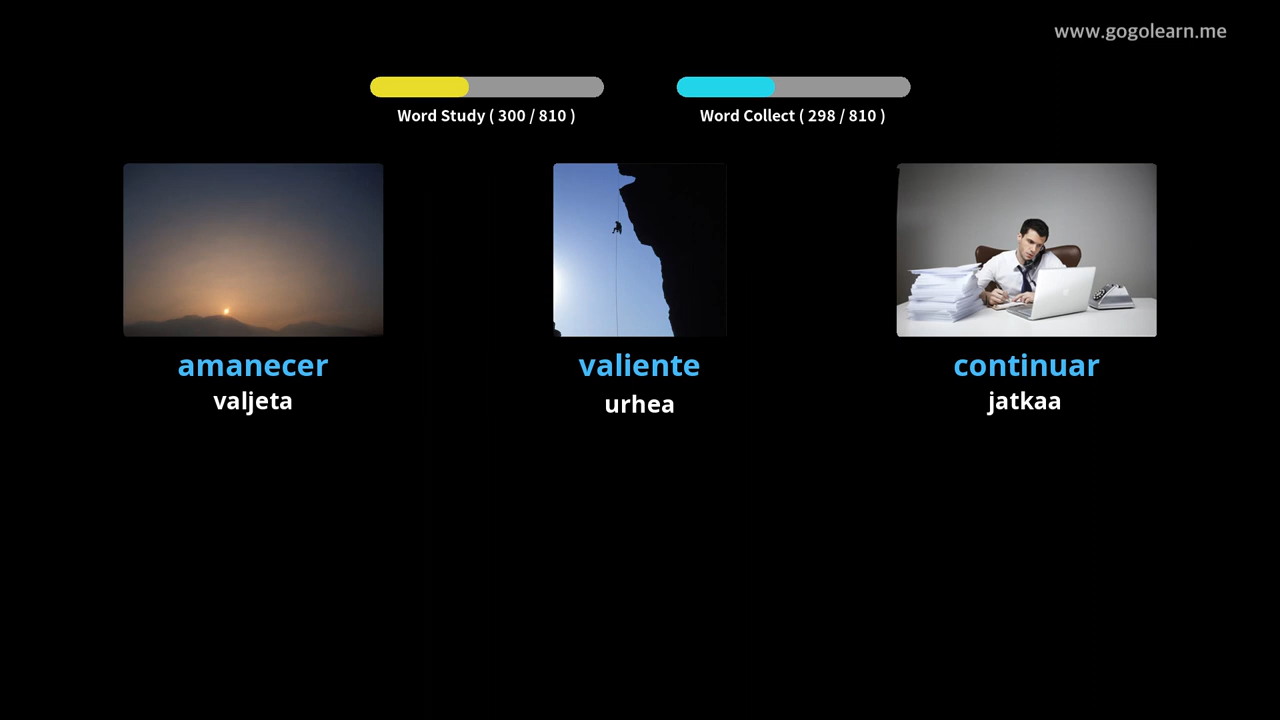 www.gogolearn.me
Word Study ( 300 / 810 )
Word Collect ( 298 / 810 )
amanecer
valjeta
valiente
urhea
continuar
jatkaa